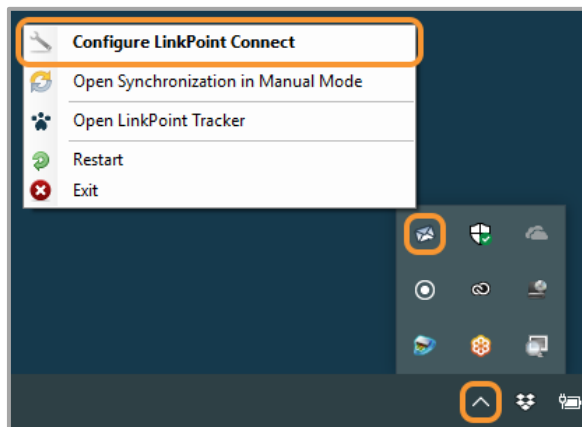 Configure LinkPoint Connect
Open Synchronization in Manual Mode
Open LinkPoint Tracker
Restart
Exit